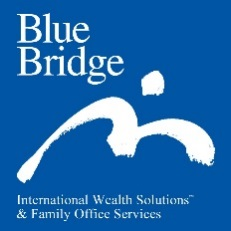 Blue
Bridge
International Wealth Solutions™
& Family Office Services